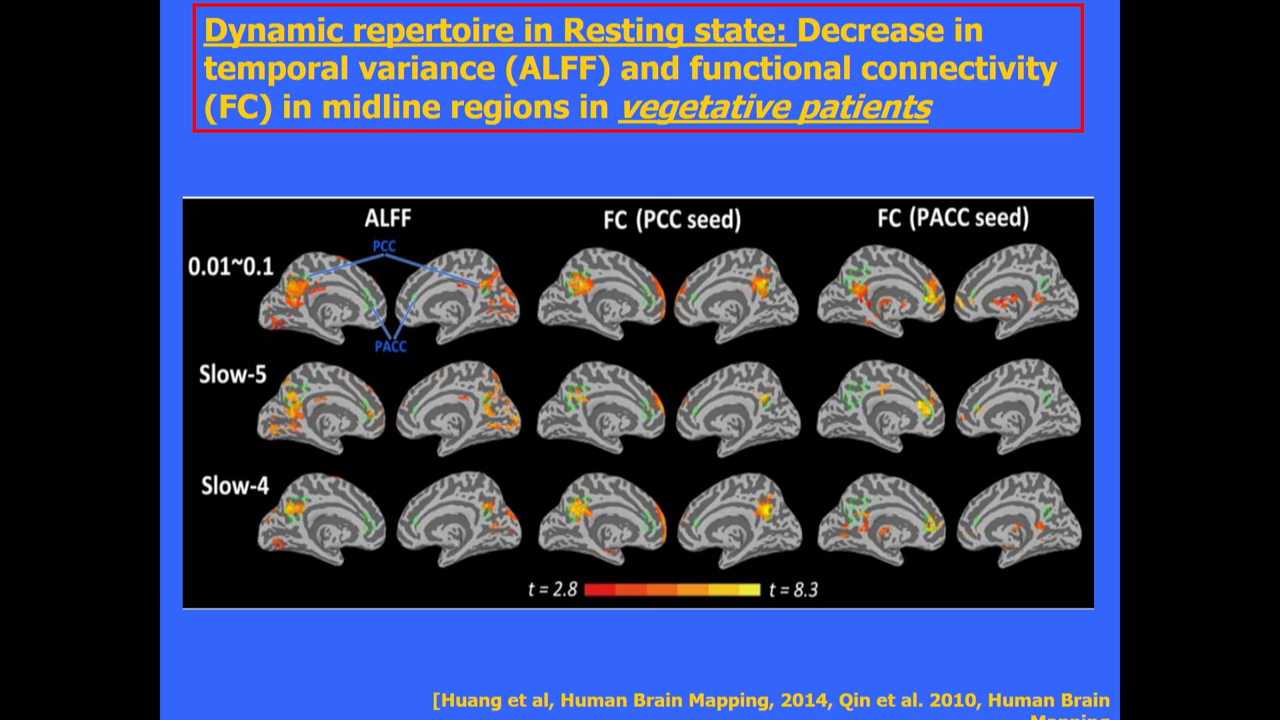 Dynamic repertoire in Resting state: Decrease in
temporal variance (ALFF) and functional connectivity
(FC) in midline regions in vegetative patients
ALFF
FC (PCC seed)
FC (PACC seed)
PCC
0.01~0.1
PACC
Slow-5
Slow-4
t = 2.8
t = 8.3
[Huang et al, Human Brain Mapping, 2014, Qin et al. 2010, Human Brain
Mapping